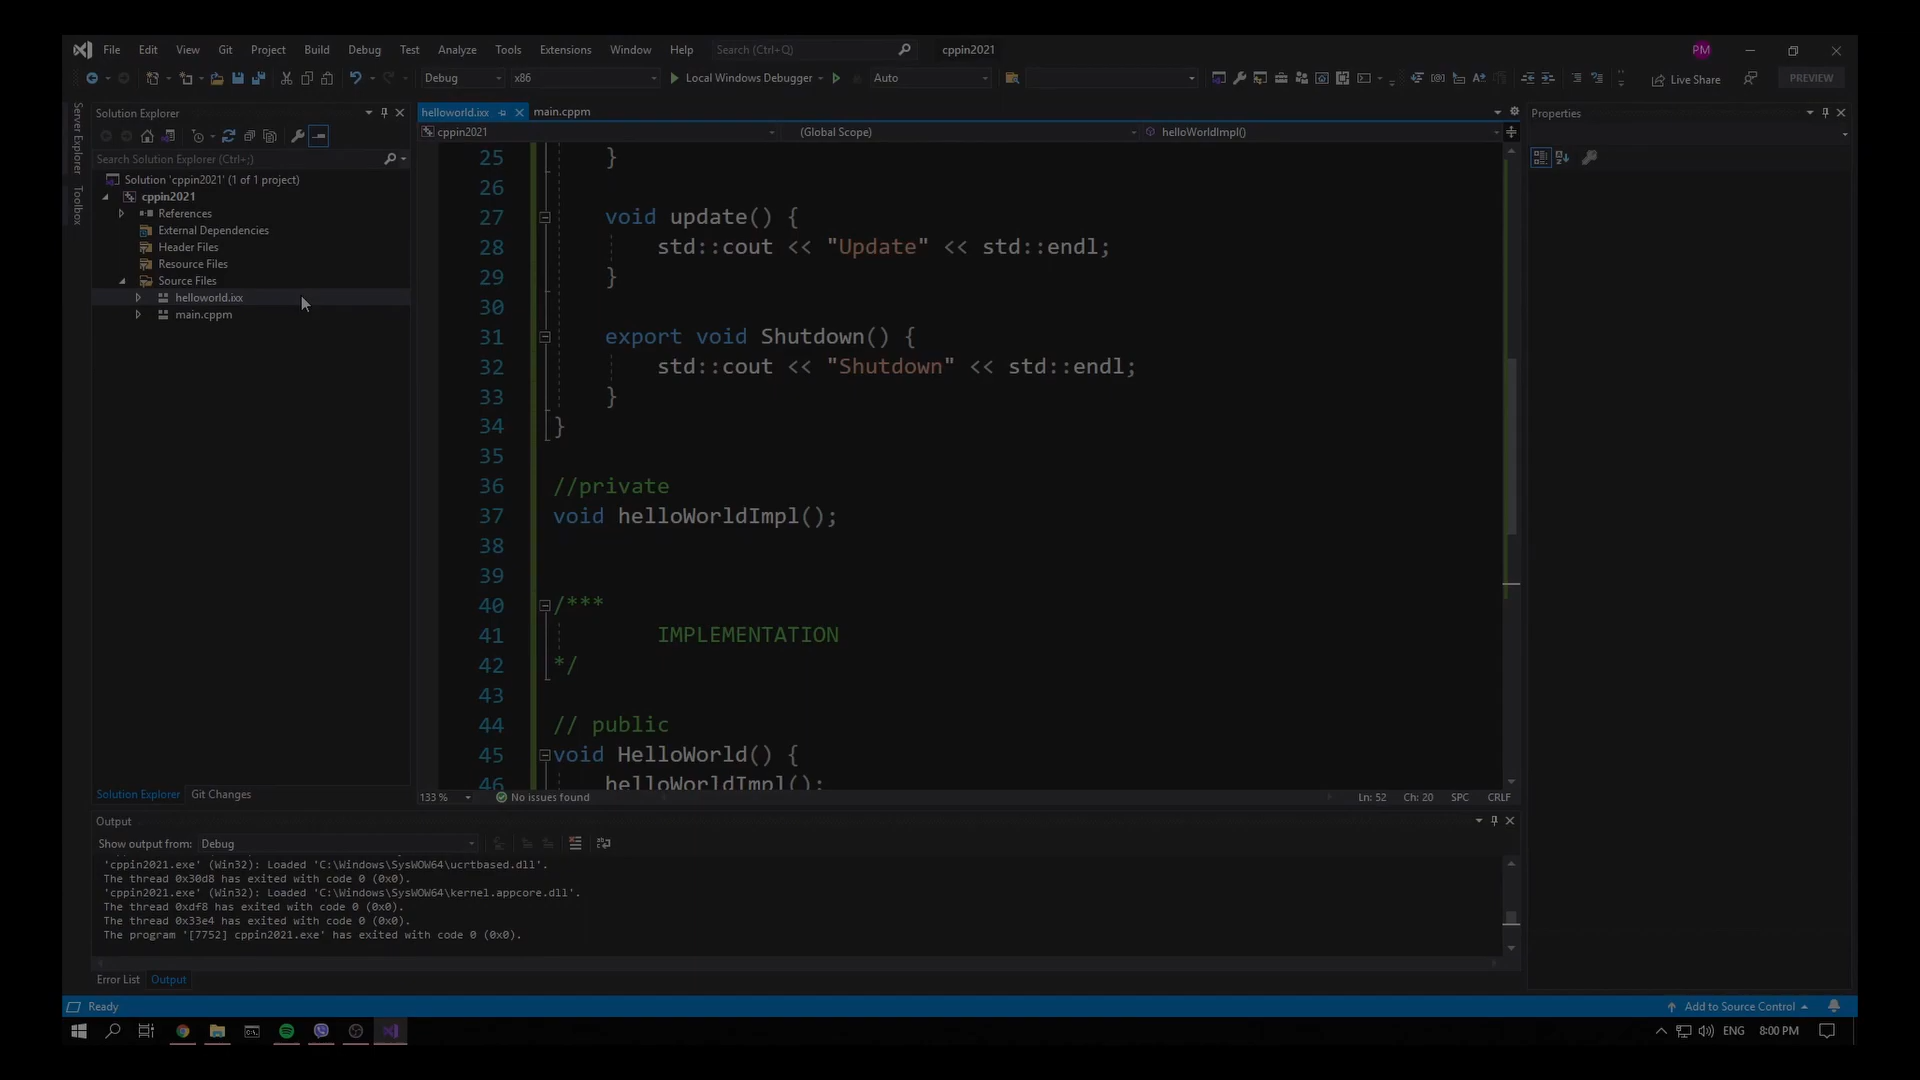 File Edit View Git Project Build Debug Test Analyze Tools Extensions Window Help Search (Ctrl+Q) cppin2021 PM
Debug x86 Local Windows Debugger Auto Live Share PREVIEW
Server Explorer
Toolbox
Solution Explorer
Search Solution Explorer (Ctrl+;)
Solution 'cppin2021' (1 of 1 project)
cppin2021
References
External Dependencies
Header Files
Resource Files
Source Files
helloworld.ixx
main.cppm
Solution Explorer Git Changes
helloworld.ixx main.cppm
cppin2021 (Global Scope) helloWorldImpl()
25 }
26
27 void update() {
28 std::cout << "Update" << std::endl;
29 }
30
31 export void Shutdown() {
32 std::cout << "Shutdown" << std::endl;
33 }
34 }
35
36 //private
37 void helloWorldImpl();
38
39
40 /***
41 IMPLEMENTATION
42 */
43
44 // public
45 void HelloWorld() {
46 helloWorldImpl();
133 % No issues found Ln: 52 Ch: 20 SPC CRLF
Properties
Output
Show output from: Debug
'cppin2021.exe' (Win32): Loaded 'C:\Windows\SysWOW64\ucrtbased.dll'.
The thread 0x30d8 has exited with code 0 (0x0).
'cppin2021.exe' (Win32): Loaded 'C:\Windows\SysWOW64\kernel.appcore.dll'.
The thread 0xdf8 has exited with code 0 (0x0).
The thread 0x33e4 has exited with code 0 (0x0).
The program '[7752] cppin2021.exe' has exited with code 0 (0x0).
Error List Output
Ready Add to Source Control
ENG 8:00 PM